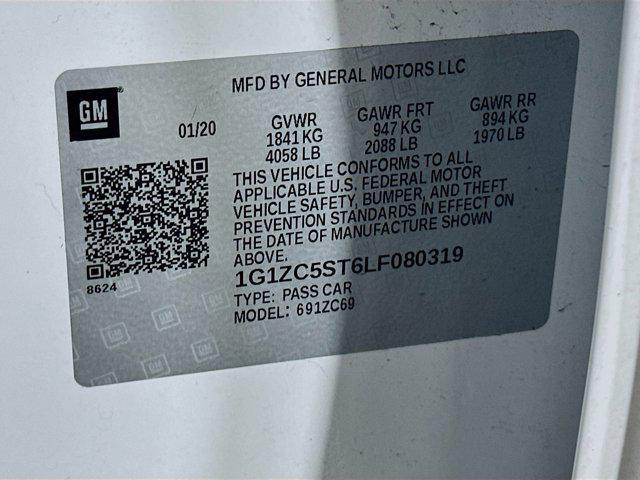 MFD BY GENERAL MOTORS LLC
GM
01/20
GVWR
1841 KG
4058 LB
GAWR FRT
947 KG
2088 LB
GAWR RR
894 KG
1970 LB
THIS VEHICLE CONFORMS TO ALL
APPLICABLE U.S. FEDERAL MOTOR
VEHICLE SAFETY, BUMPER, AND THEFT
PREVENTION STANDARDS IN EFFECT ON
THE DATE OF MANUFACTURE SHOWN
ABOVE.
8624
1G1ZC5ST6LF080319
TYPE: PASS CAR
MODEL: 691ZC69